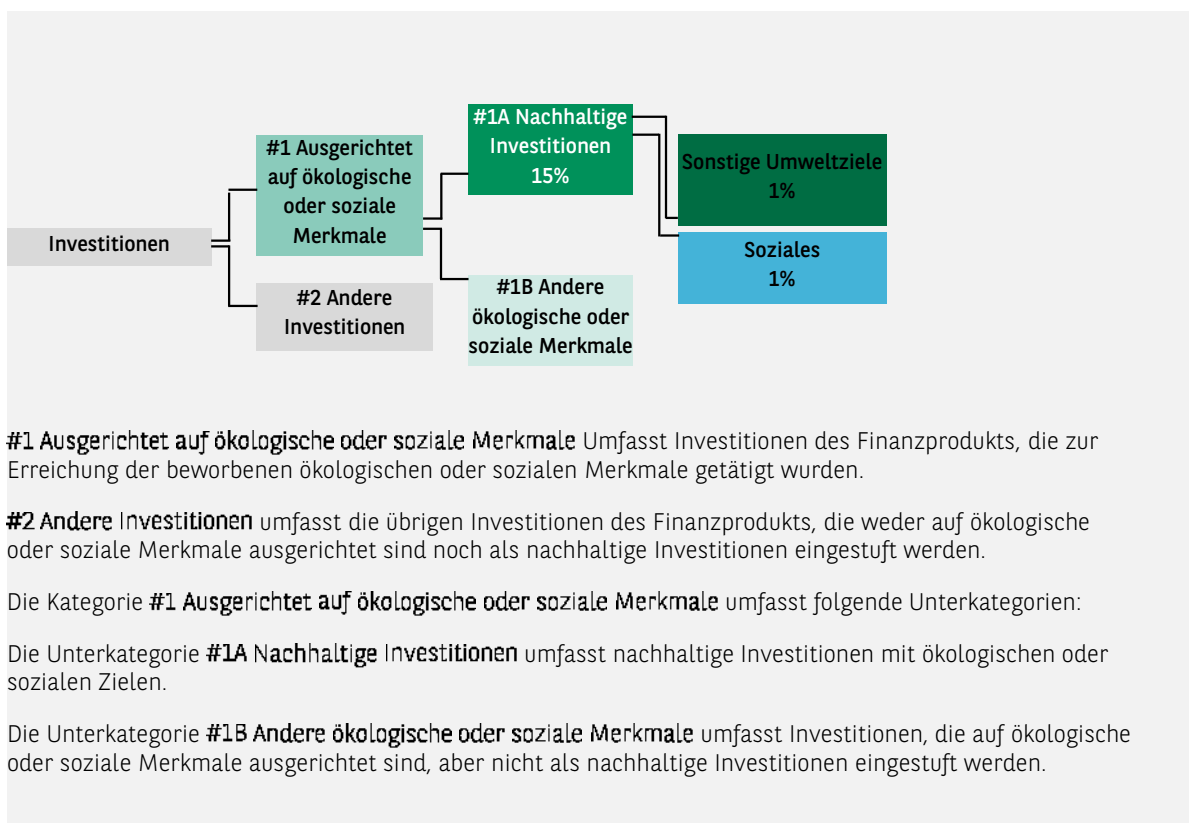 #1A Nachhaltige
Investitionen
15%
#1 Ausgerichtet
auf ökologische
oder soziale
Merkmale
Sonstige Umweltziele
1%
Investitionen
Soziales
1%
#2 Andere
Investitionen
#1B Andere
ökologische oder
soziale Merkmale
#1 Ausgerichtet auf ökologische oder soziale Merkmale Umfasst Investitionen des Finanzprodukts, die zur
Erreichung der beworbenen ökologischen oder sozialen Merkmale getätigt wurden.
#2 Andere Investitionen umfasst die übrigen Investitionen des Finanzprodukts, die weder auf ökologische
oder soziale Merkmale ausgerichtet sind noch als nachhaltige Investitionen eingestuft werden.
Die Kategorie #1 Ausgerichtet auf ökologische oder soziale Merkmale umfasst folgende Unterkategorien:
Die Unterkategorie #1A Nachhaltige Investitionen umfasst nachhaltige Investitionen mit ökologischen oder
sozialen Zielen.
Die Unterkategorie #1B Andere ökologische oder soziale Merkmale umfasst Investitionen, die auf ökologische
oder soziale Merkmale ausgerichtet sind, aber nicht als nachhaltige Investitionen eingestuft werden.